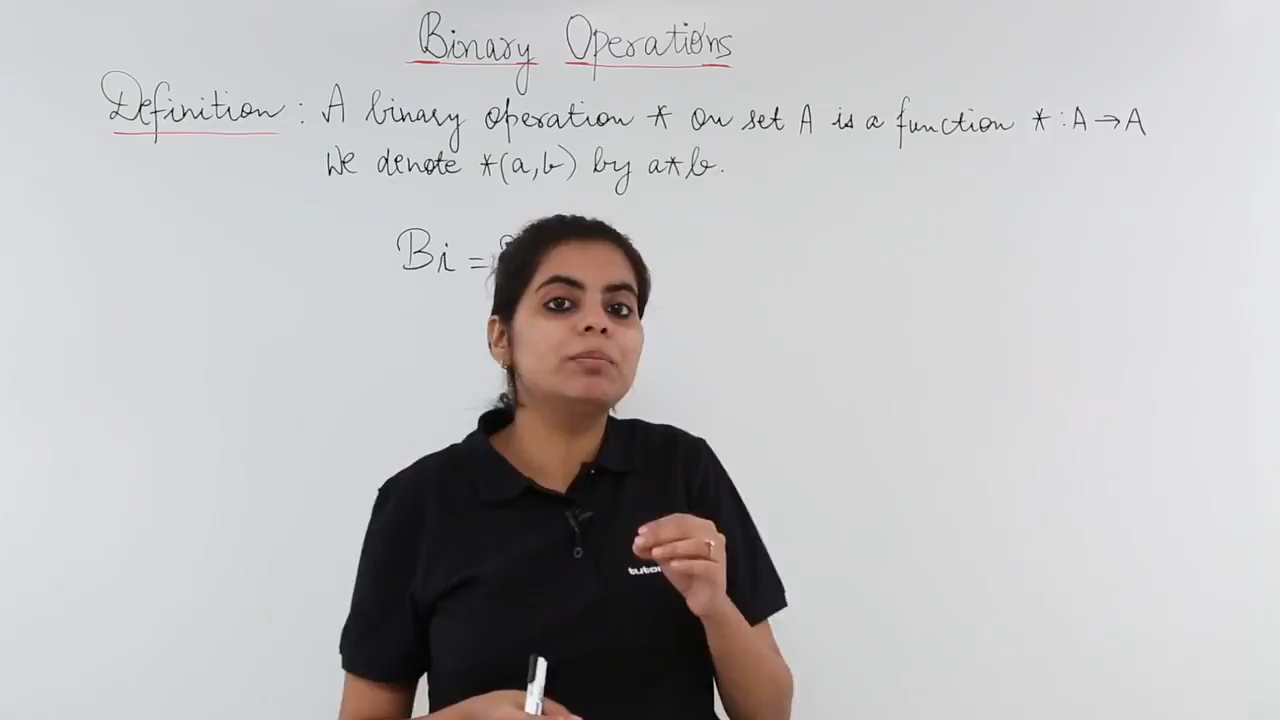 Binary Operations
Definition : A binary operation * on set A is a function * : A → A
We denote *(a,b) by a*b.
Bi =